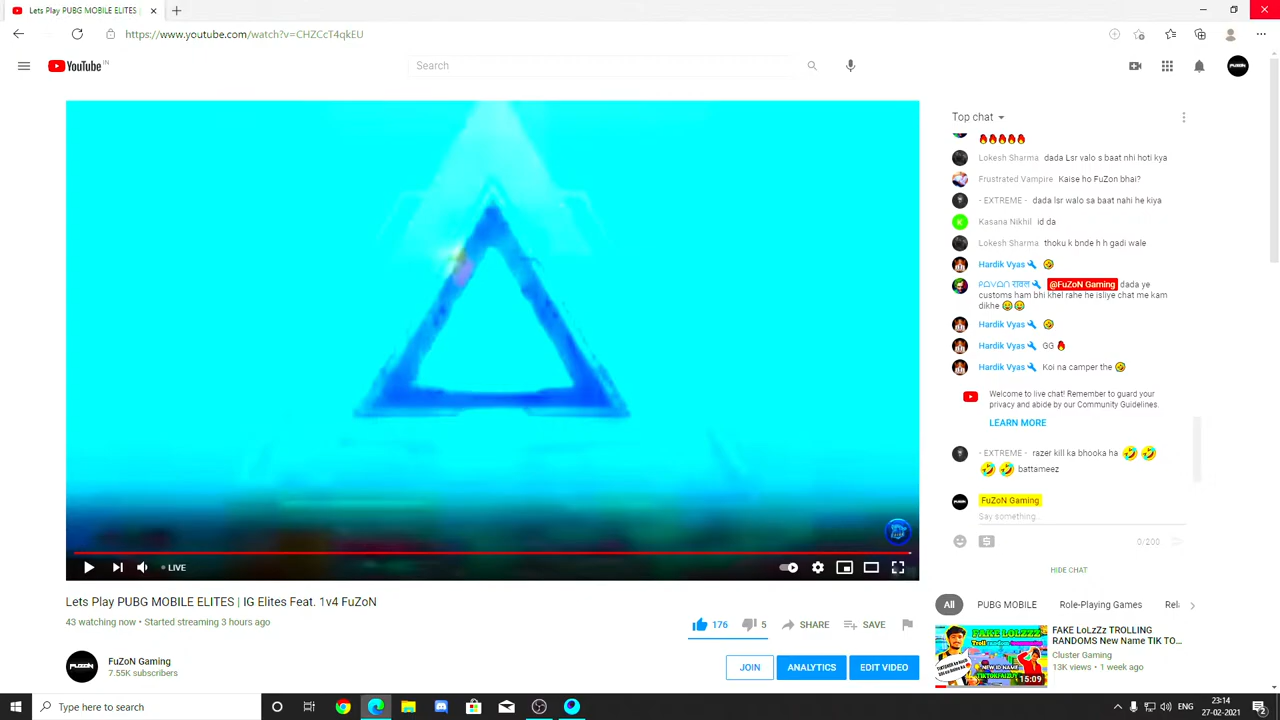 Lets Play PUBG MOBILE ELITES |
https://www.youtube.com/watch?v=CHZCcT4qkEU
YouTube IN
Search
Top chat
Lokesh Sharma dada Lsr valo s baat nhi hoti kya
Frustrated Vampire Kaise ho FuZon bhai?
- EXTREME - dada lsr walo sa baat nahi he kiya
K Kasana Nikhil id da
Lokesh Sharma thoku k bnde h h gadi wale
Hardik Vyas
रावल @FuZoN Gaming dada ye
customs ham bhi khel rahe he isliye chat me kam
dikhe
Hardik Vyas
Hardik Vyas GG
Hardik Vyas Koi na camper the
Welcome to live chat! Remember to guard your
privacy and abide by our Community Guidelines.
LEARN MORE
- EXTREME - razer kill ka bhooka ha
battameez
FuZoN Gaming
Say something...
0/200
HIDE CHAT
LIVE
Lets Play PUBG MOBILE ELITES | IG Elites Feat. 1v4 FuZoN
43 watching now • Started streaming 3 hours ago
176 5 SHARE SAVE
FuZoN Gaming
7.55K subscribers
JOIN ANALYTICS EDIT VIDEO
All PUBG MOBILE Role-Playing Games Rel
FAKE LoLzZz TROLLING
RANDOMS New Name TIK TO...
Cluster Gaming
13K views • 1 week ago
FAKE LOLZZZ
NEW ID NAME
15:09
Type here to search
23:14
27-02-2021
2